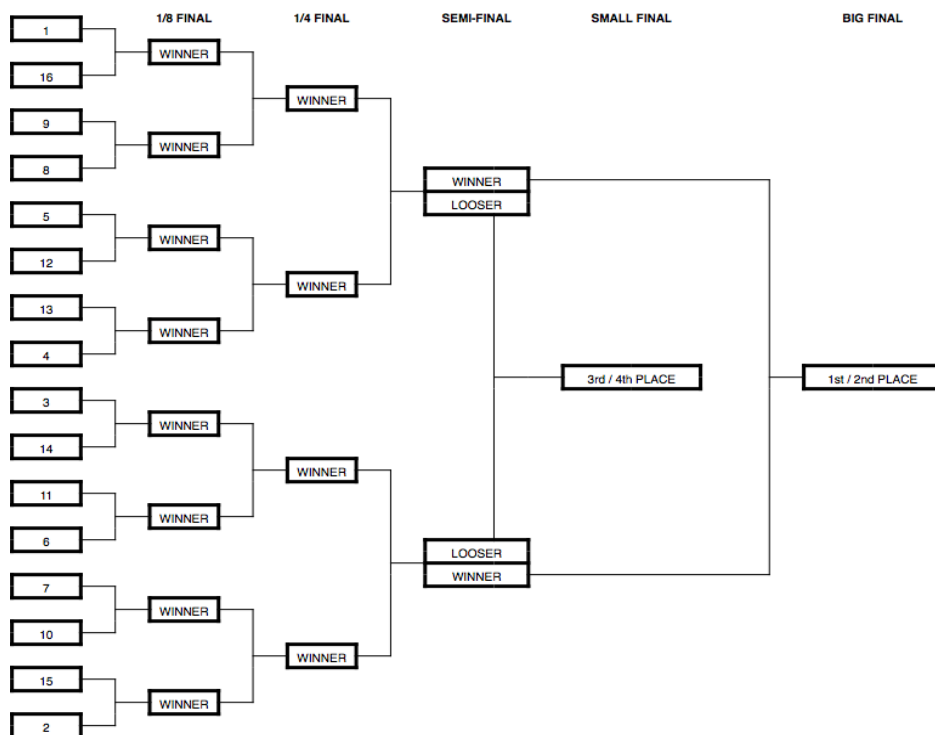 1/8 FINAL 1/4 FINAL SEMI-FINAL SMALL FINAL BIG FINAL
1
WINNER
16
WINNER
9
WINNER
8
WINNER
LOOSER
5
WINNER
12
WINNER
13
WINNER
4
3rd / 4th PLACE 1st / 2nd PLACE
3
WINNER
14
WINNER
11
WINNER
6
LOOSER
WINNER
7
WINNER
10
WINNER
15
WINNER
2